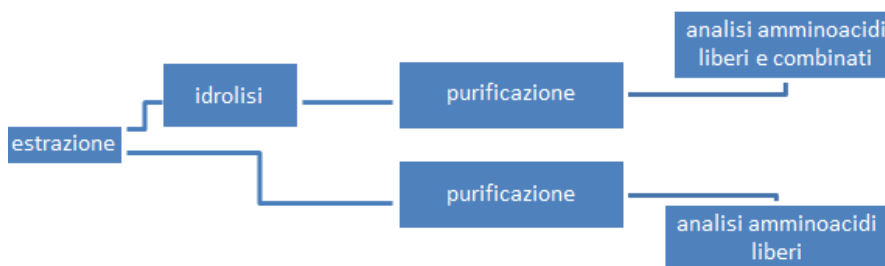 analisi amminoacidi
liberi e combinati
idrolisi
purificazione
estrazione
purificazione
analisi amminoacidi
liberi